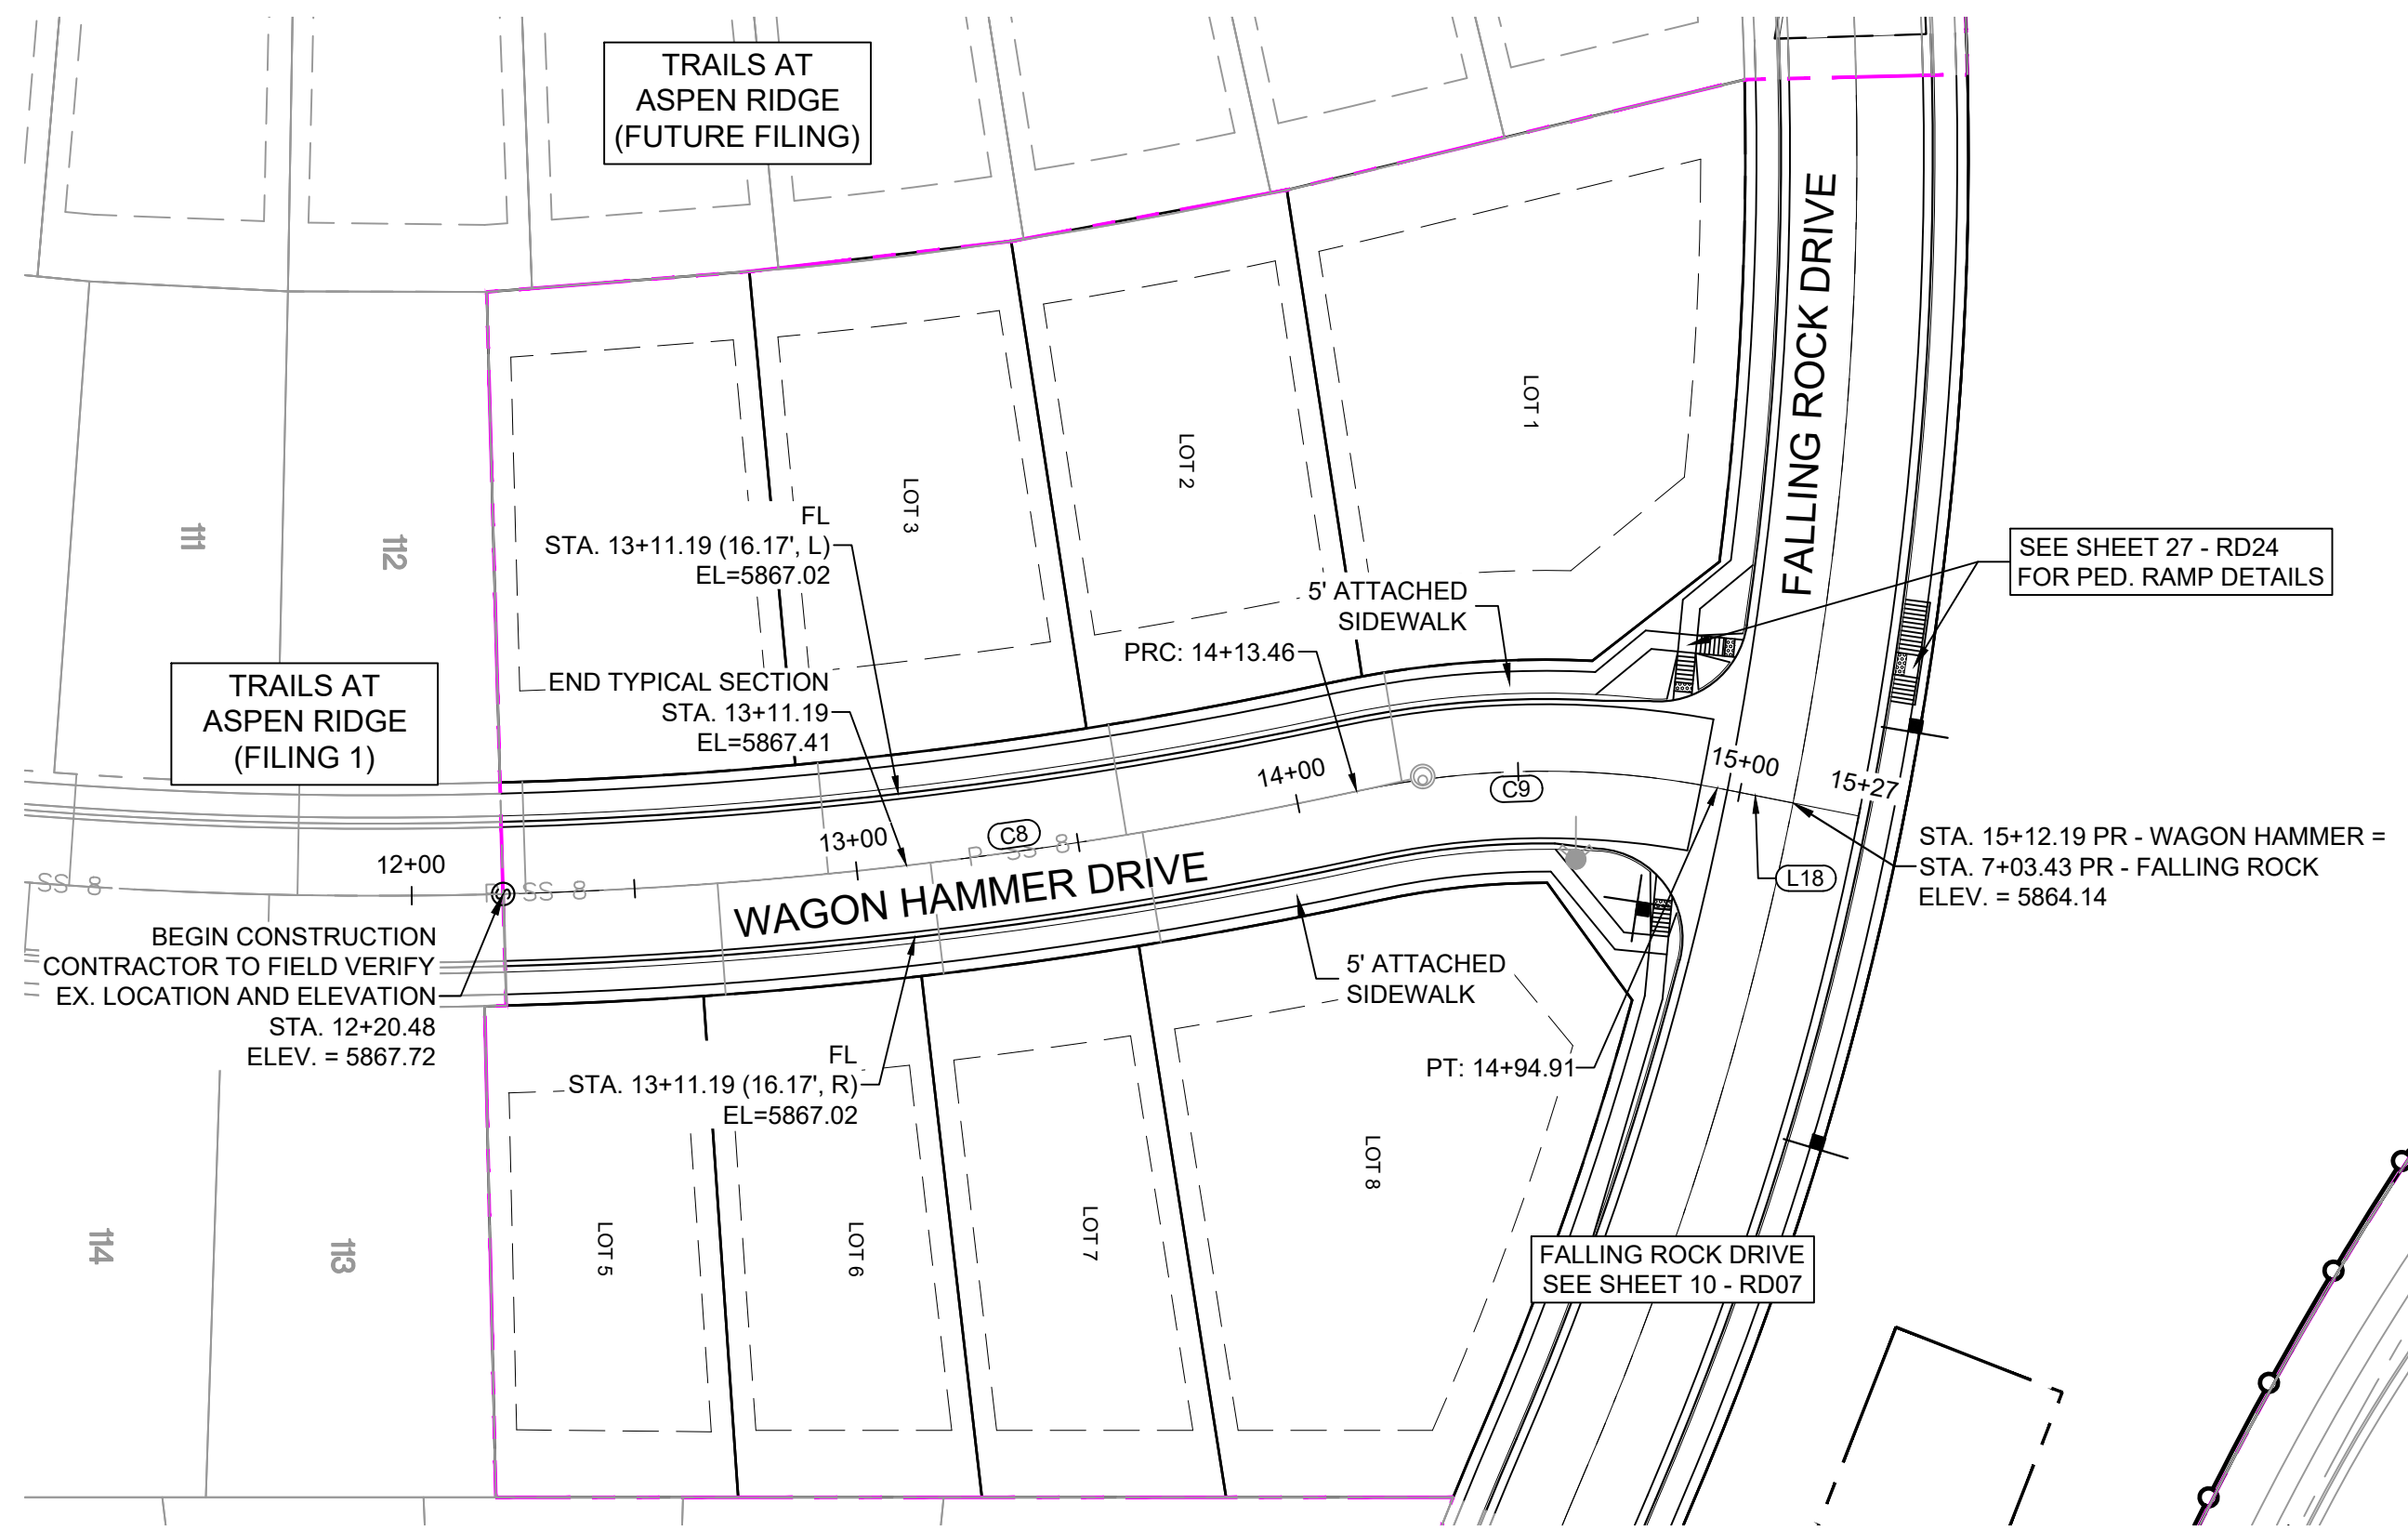 TRAILS AT
ASPEN RIDGE
(FUTURE FILING)
FALLING ROCK DRIVE
LOT 1
LOT 2
LOT 3
111
112
FL
STA. 13+11.19 (16.17', L)
EL=5867.02
SEE SHEET 27 - RD24
FOR PED. RAMP DETAILS
5' ATTACHED
SIDEWALK
PRC: 14+13.46
END TYPICAL SECTION
STA. 13+11.19
EL=5867.41
TRAILS AT
ASPEN RIDGE
(FILING 1)
12+00
13+00
14+00
15+00
15+27
C8
C9
L18
SS 8
P SS 8
P SS 8
WAGON HAMMER DRIVE
STA. 15+12.19 PR - WAGON HAMMER =
STA. 7+03.43 PR - FALLING ROCK
ELEV. = 5864.14
BEGIN CONSTRUCTION
CONTRACTOR TO FIELD VERIFY
EX. LOCATION AND ELEVATION
STA. 12+20.48
ELEV. = 5867.72
5' ATTACHED
SIDEWALK
FL
STA. 13+11.19 (16.17', R)
EL=5867.02
PT: 14+94.91
114
113
LOT 5
LOT 6
LOT 7
LOT 8
FALLING ROCK DRIVE
SEE SHEET 10 - RD07